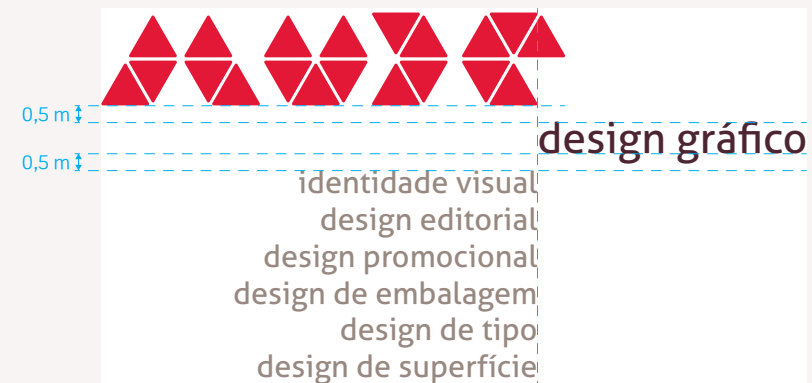 0,5 m
design gráfico
0,5 m
identidade visual
design editorial
design promocional
design de embalagem
design de tipo
design de superfície